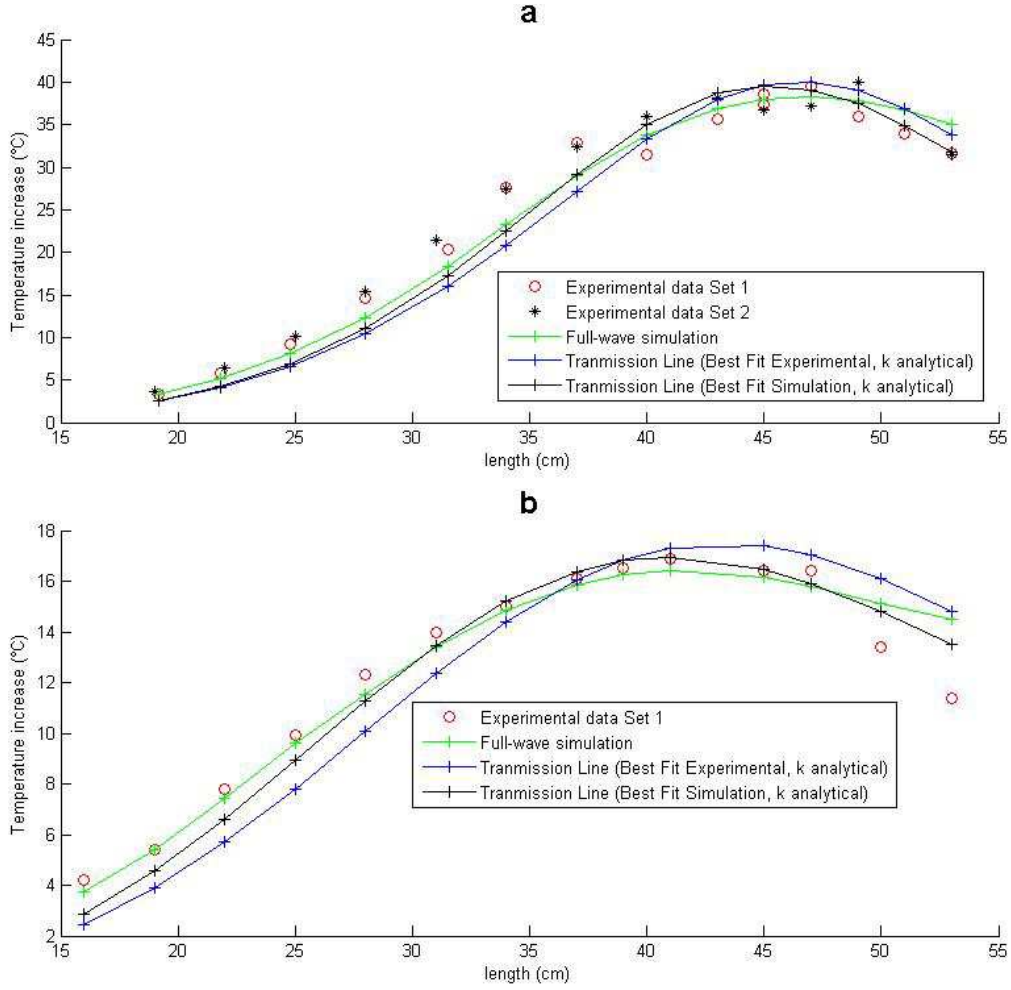 a
45
40
35
30
25
20
15
10
5
0
Temperature increase (°C)
Experimental data Set 1
Experimental data Set 2
Full-wave simulation
Tranmission Line (Best Fit Experimental, k analytical)
Tranmission Line (Best Fit Simulation, k analytical)
15 20 25 30 35 40 45 50 55
length (cm)
b
18
16
14
12
10
8
6
4
2
Temperature increase (°C)
Experimental data Set 1
Full-wave simulation
Tranmission Line (Best Fit Experimental, k analytical)
Tranmission Line (Best Fit Simulation, k analytical)
15 20 25 30 35 40 45 50 55
length (cm)